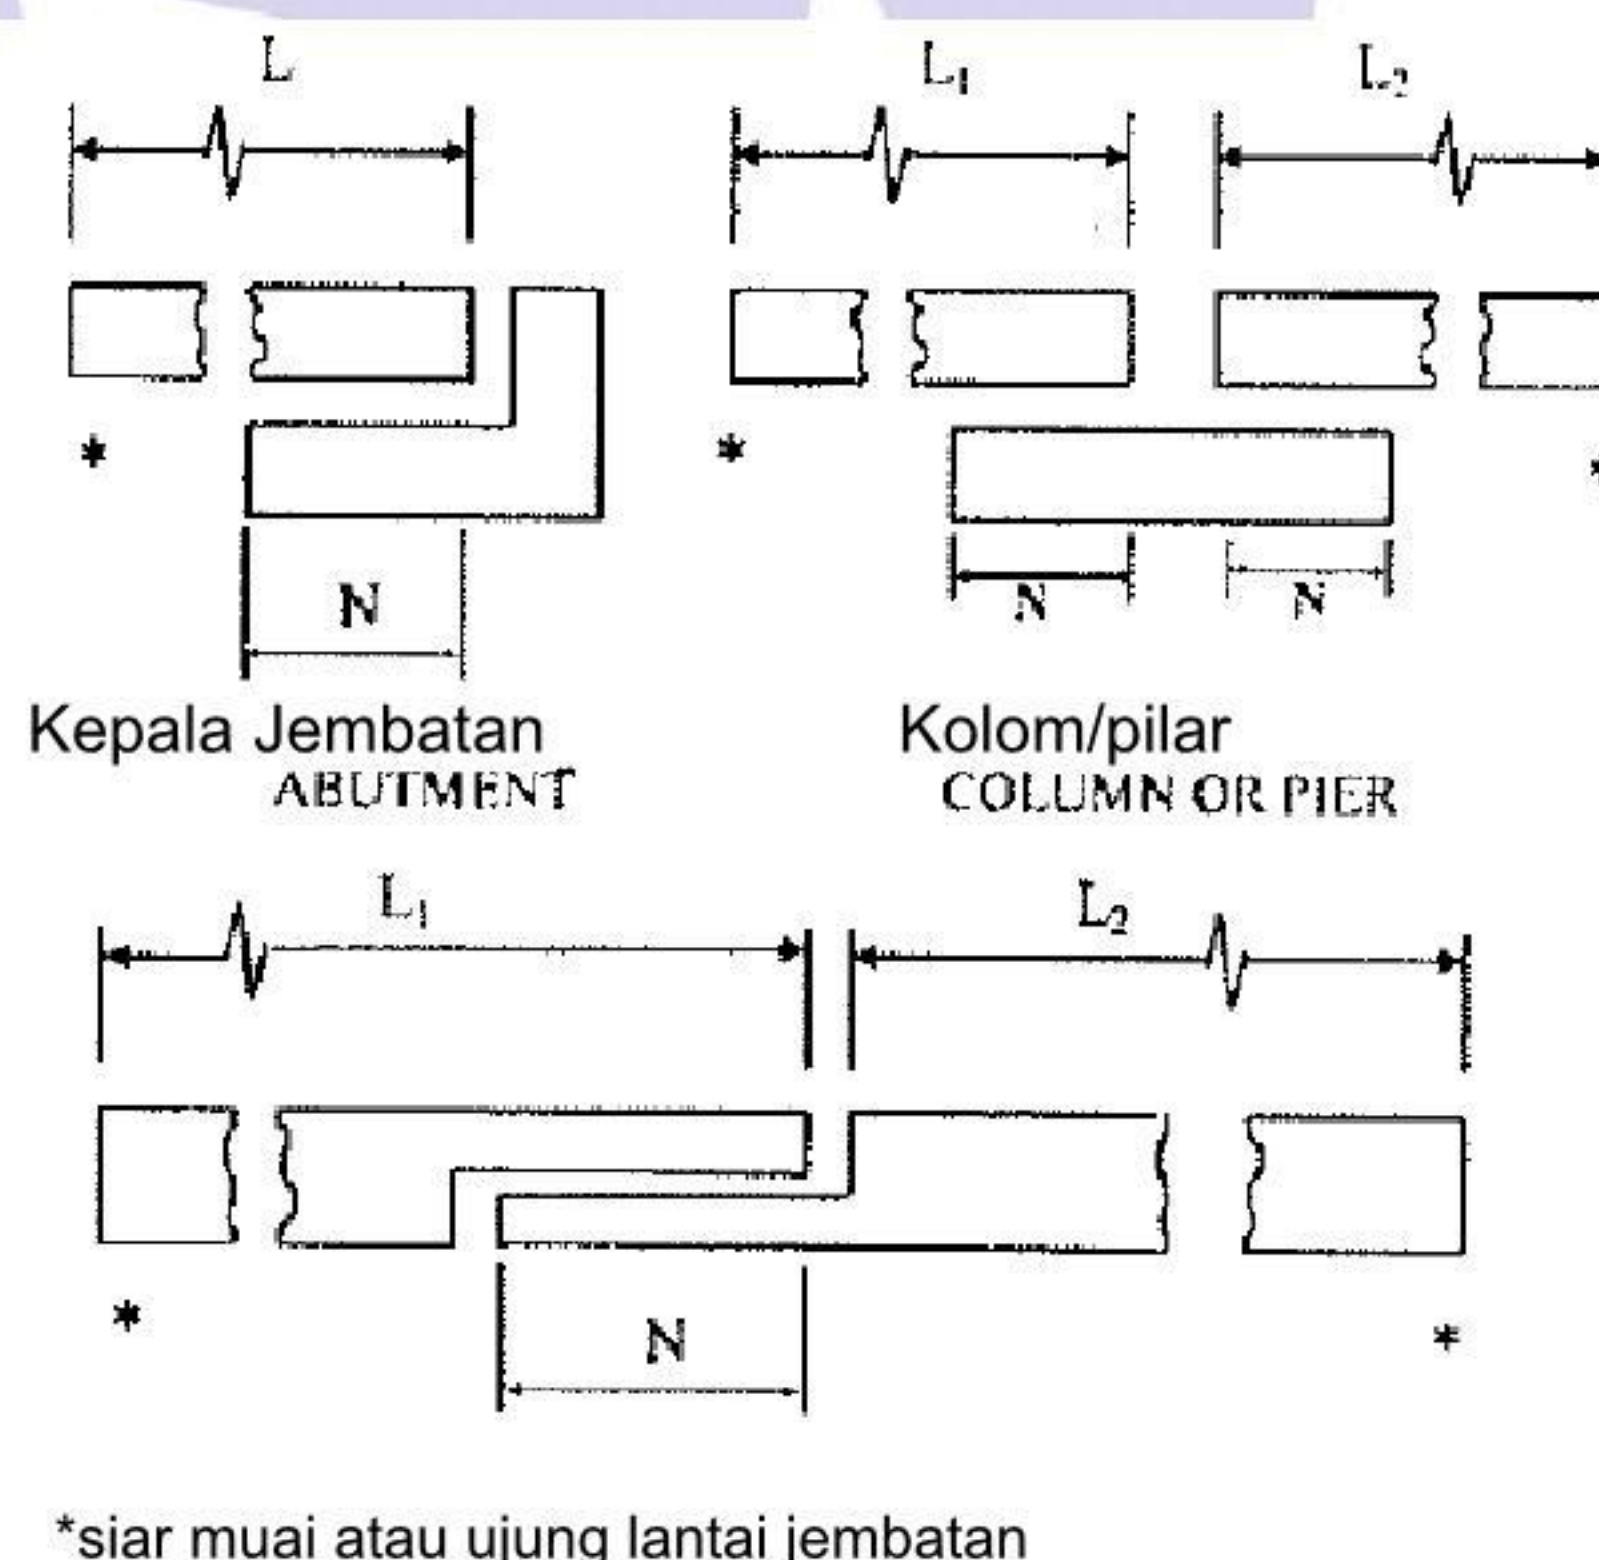 L L₁ L₂
* * *
N N N
Kepala Jembatan Kolom/pilar
ABUTMENT COLUMN OR PIER
L₁ L₂
* *
N
*siar muai atau ujung lantai jembatan